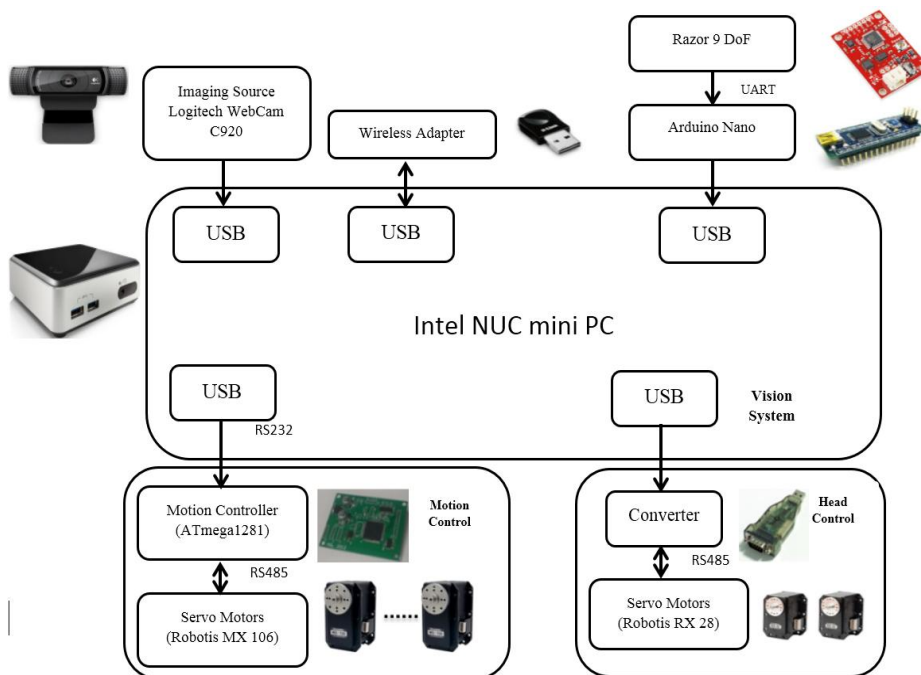 Razor 9 DoF
UART
Imaging Source
Logitech WebCam
C920
Wireless Adapter
Arduino Nano
USB
USB
USB
Intel NUC mini PC
USB
USB
Vision
System
RS232
Motion Controller
(ATmega1281)
Motion
Control
Converter
Head
Control
RS485
RS485
Servo Motors
(Robotis MX 106)
Servo Motors
(Robotis RX 28)